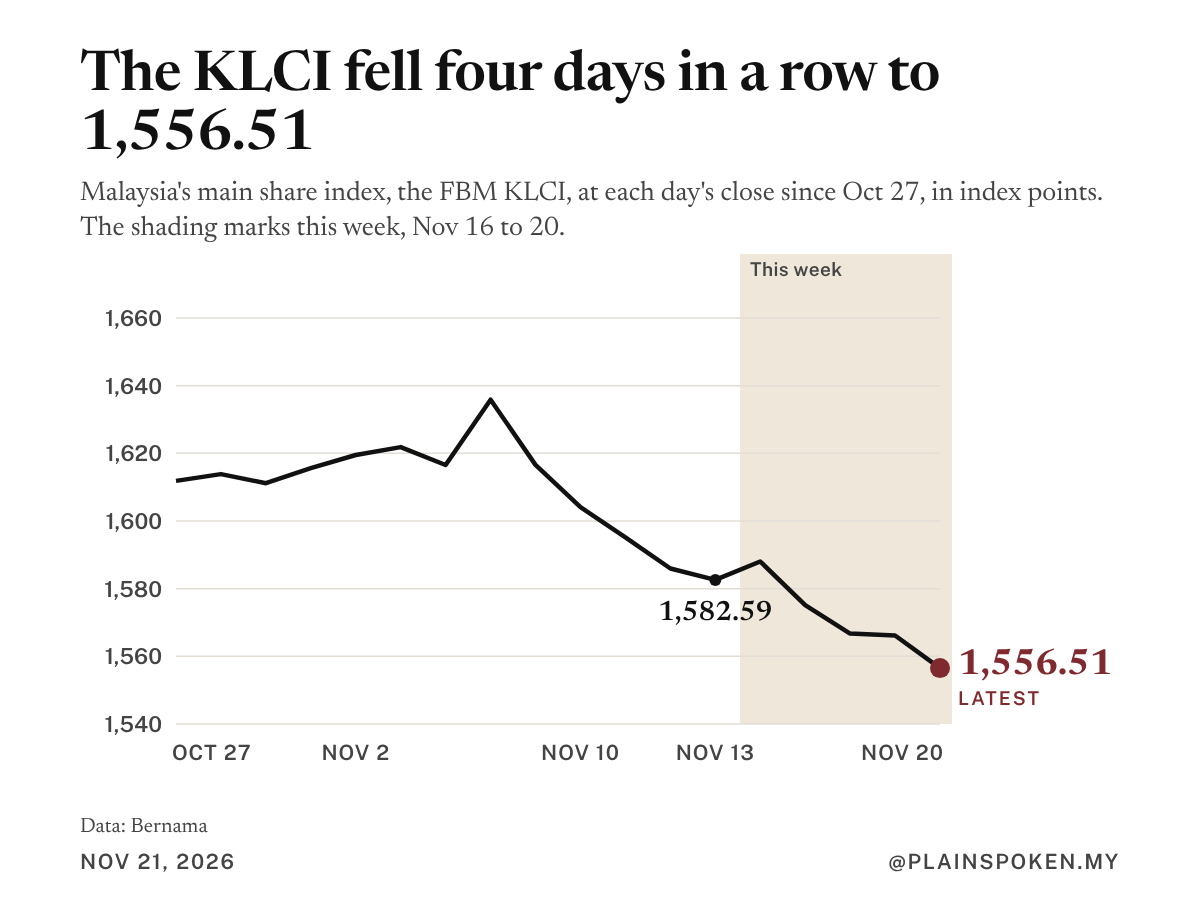 The KLCI fell four days in a row to
1,556.51
Malaysia's main share index, the FBM KLCI, at each day's close since Oct 27, in index points.
The shading marks this week, Nov 16 to 20.
This week
1,660
1,640
1,620
1,600
1,580
1,582.59
1,560
1,556.51
LATEST
1,540
OCT 27 NOV 2 NOV 10 NOV 13 NOV 20
Data: Bernama
NOV 21, 2026 @PLAINSPOKEN.MY